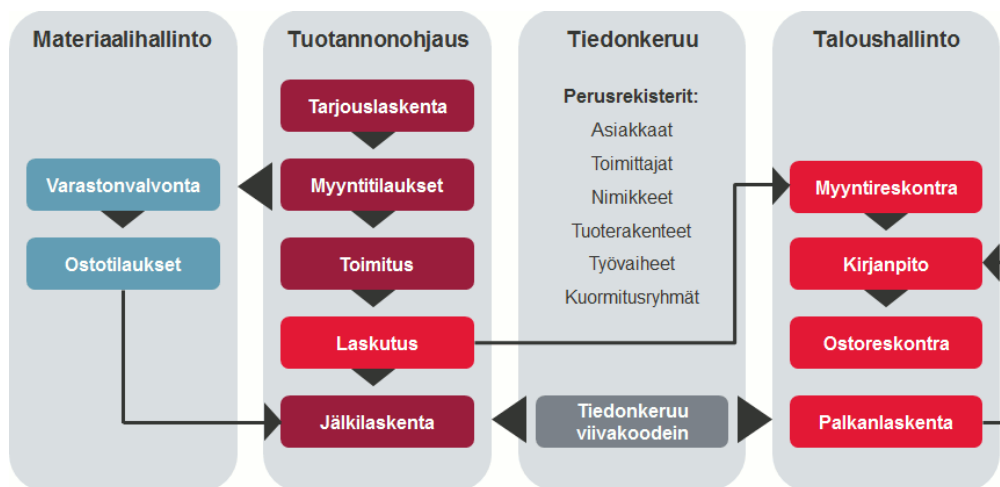 Materiaalihallinto
Varastonvalvonta
Ostotilaukset
Tuotannonohjaus
Tarjouslaskenta
Myyntitilaukset
Toimitus
Laskutus
Jälkilaskenta
Tiedonkeruu
Perusrekisterit:
Asiakkaat
Toimittajat
Nimikkeet
Tuoterakenteet
Työvaiheet
Kuormitusryhmät
Tiedonkeruu
viivakoodein
Taloushallinto
Myyntireskontra
Kirjanpito
Ostoreskontra
Palkanlaskenta